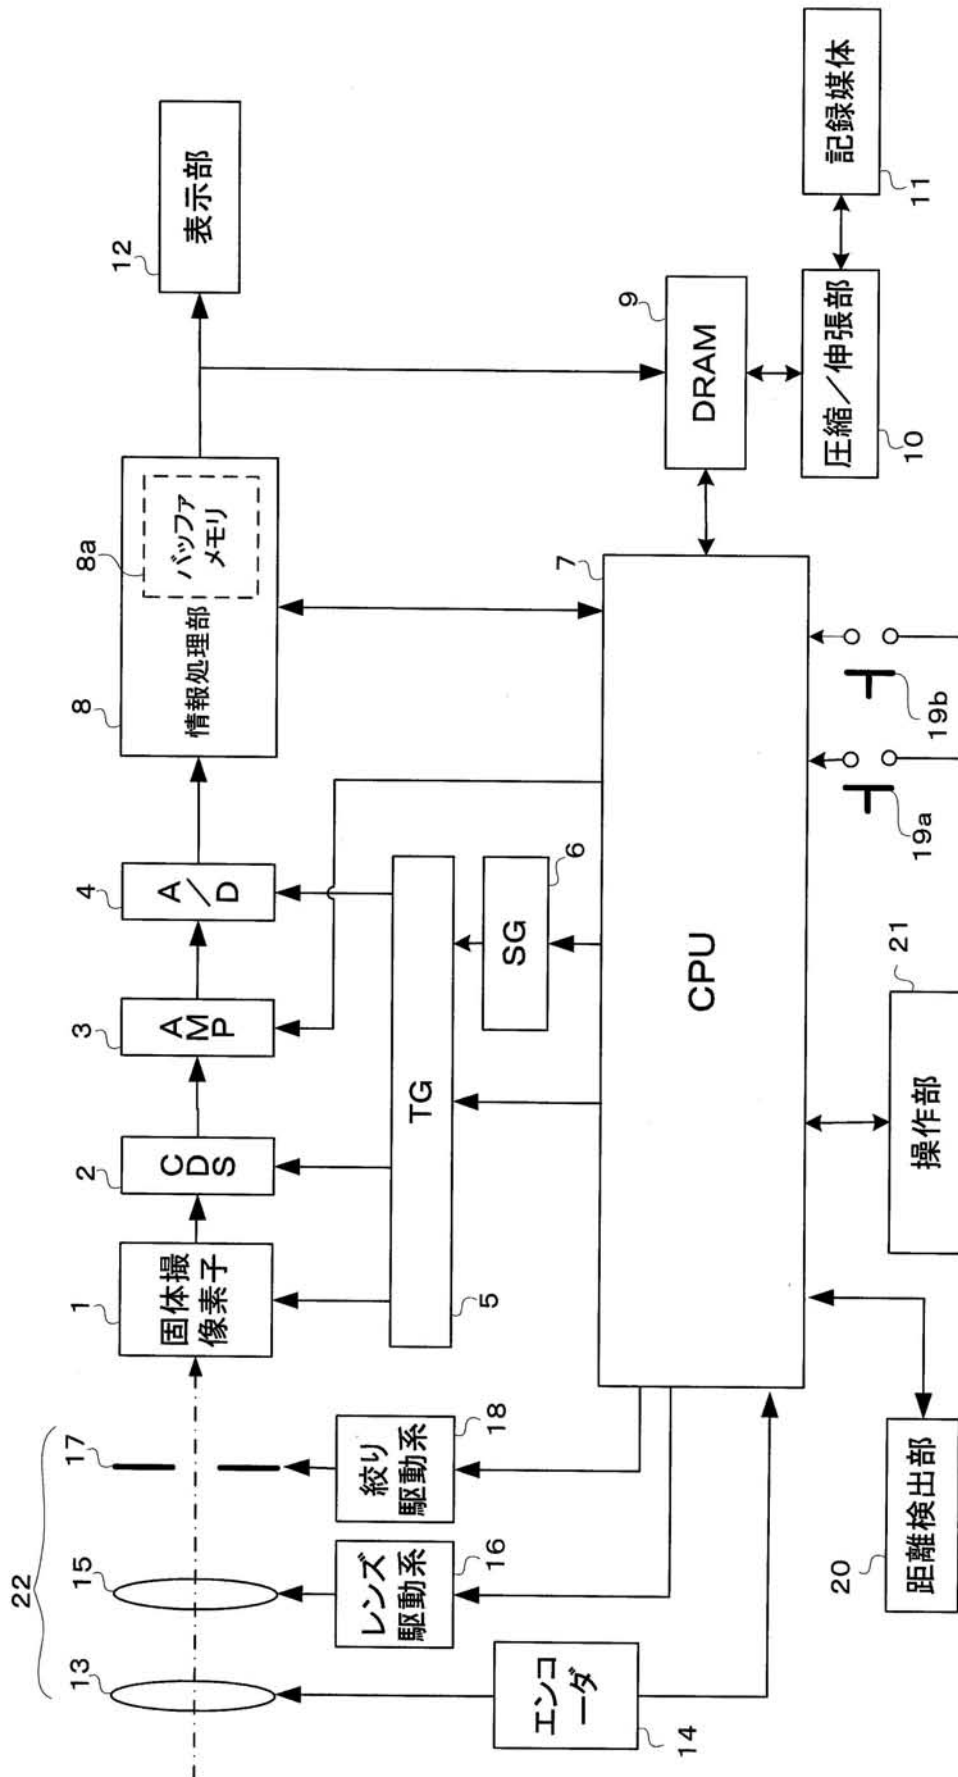 22
13
15
17
1
固体撮
像素子
2
CDS
3
AMP
4
A/D
8
情報処理部
8a
バッファ
メモリ
12
表示部
エンコ
ーダ
14
レンズ
駆動系
16
絞り
駆動系
18
TG
5
SG
6
CPU
7
DRAM
9
圧縮/伸張部
10
記録媒体
11
距離検出部
20
操作部
21
19a
19b